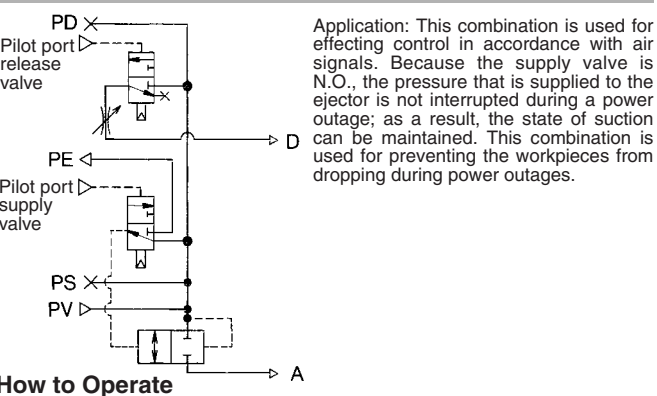 PD
Pilot port
release
valve
D
PE
Pilot port
supply
valve
PS
PV
A
How to Operate
Application: This combination is used for
effecting control in accordance with air
signals. Because the supply valve is
N.O., the pressure that is supplied to the
ejector is not interrupted during a power
outage; as a result, the state of suction
can be maintained. This combination is
used for preventing the workpieces from
dropping during power outages.